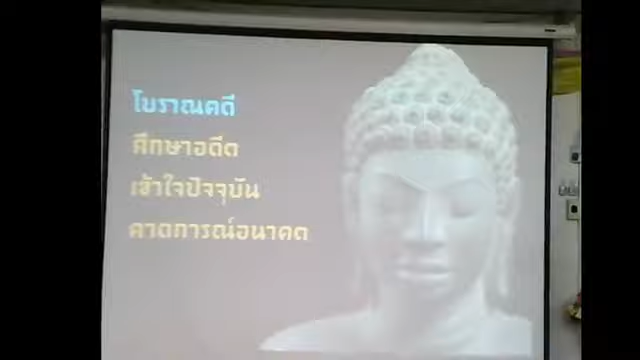 โบราณคดี
ศึกษาอดีต
เข้าใจปัจจุบัน
คาดการณ์อนาคต